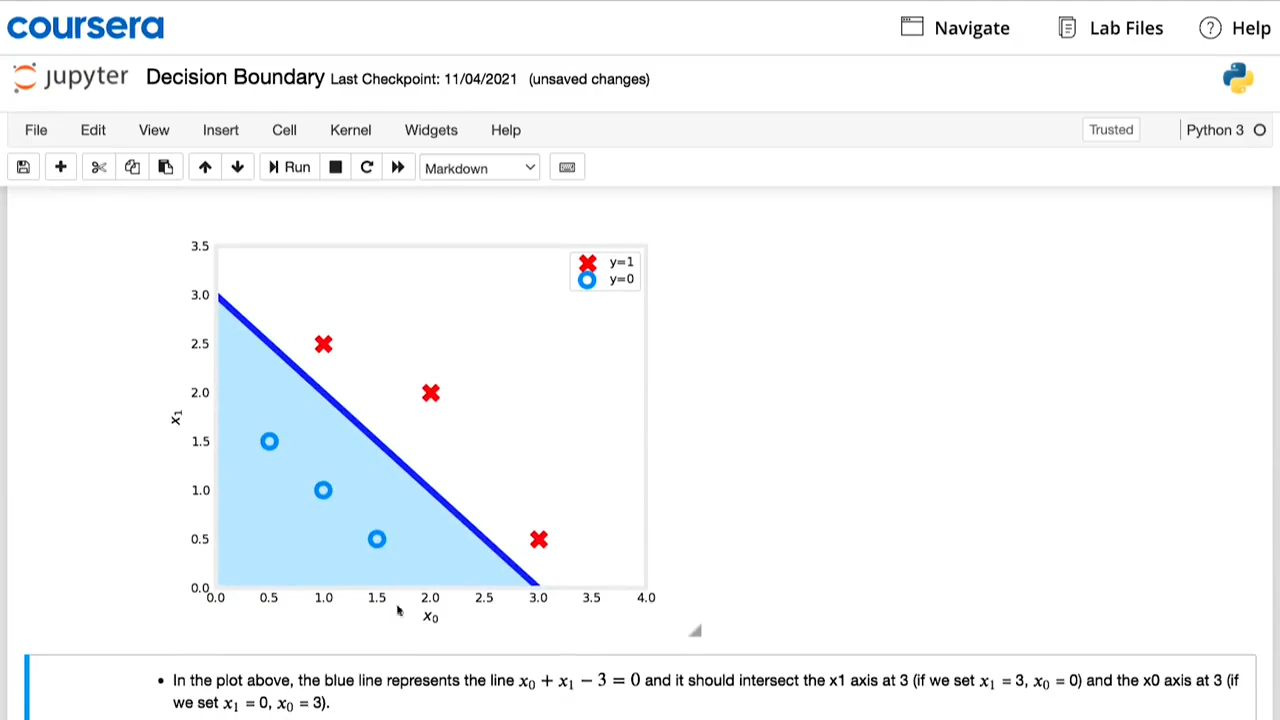 coursera Navigate Lab Files Help
jupyter Decision Boundary Last Checkpoint: 11/04/2021 (unsaved changes)
File Edit View Insert Cell Kernel Widgets Help Trusted Python 3
Run Markdown
3.5
3.0
2.5
2.0
1.5
1.0
0.5
0.0
x₁
y=1
y=0
0.0 0.5 1.0 1.5 2.0 2.5 3.0 3.5 4.0
x₀
• In the plot above, the blue line represents the line x₀ + x₁ − 3 = 0 and it should intersect the x1 axis at 3 (if we set x₁ = 3, x₀ = 0) and the x0 axis at 3 (if
we set x₁ = 0, x₀ = 3).